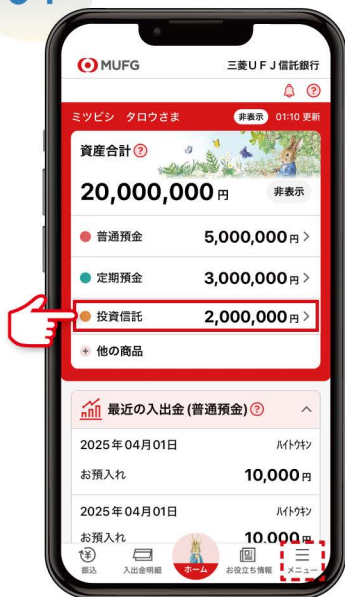 MUFG 三菱UFJ信託銀行
ミツビシ タロウさま 非表示 01:10 更新
資産合計?
20,000,000円 非表示
普通預金 5,000,000円 >
定期預金 3,000,000円 >
投資信託 2,000,000円 >
+ 他の商品
最近の入出金(普通預金)?
2025年04月01日 ハイトウキン
お預入れ 10,000円
2025年04月01日 ハイトウキン
お預入れ 10,000円
振込 入出金明細 ホーム お役立ち情報 メニュー